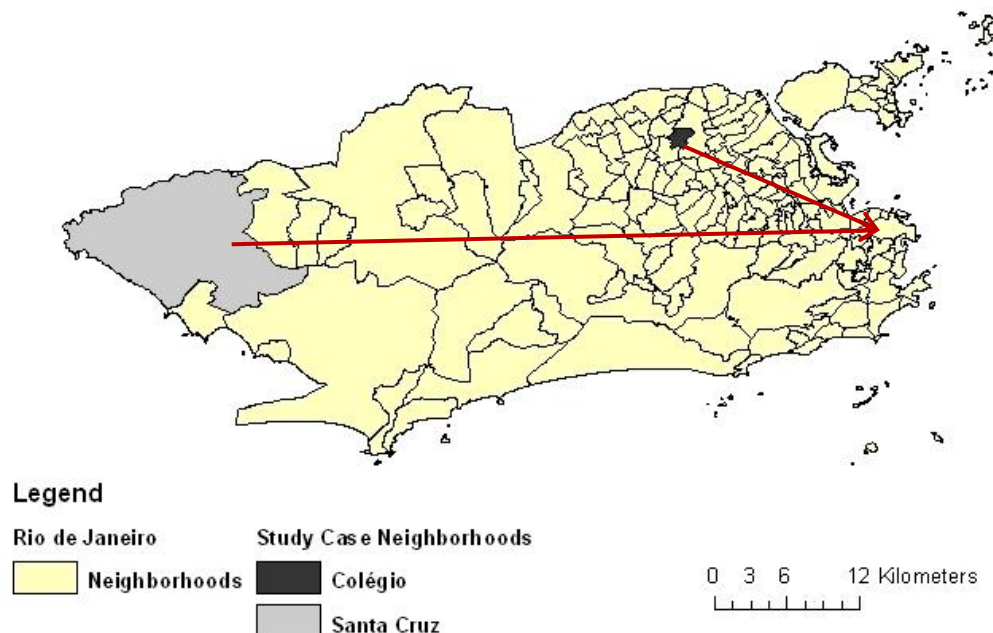 Legend
Rio de Janeiro
Neighborhoods
Study Case Neighborhoods
Colégio
Santa Cruz
0 3 6 12 Kilometers